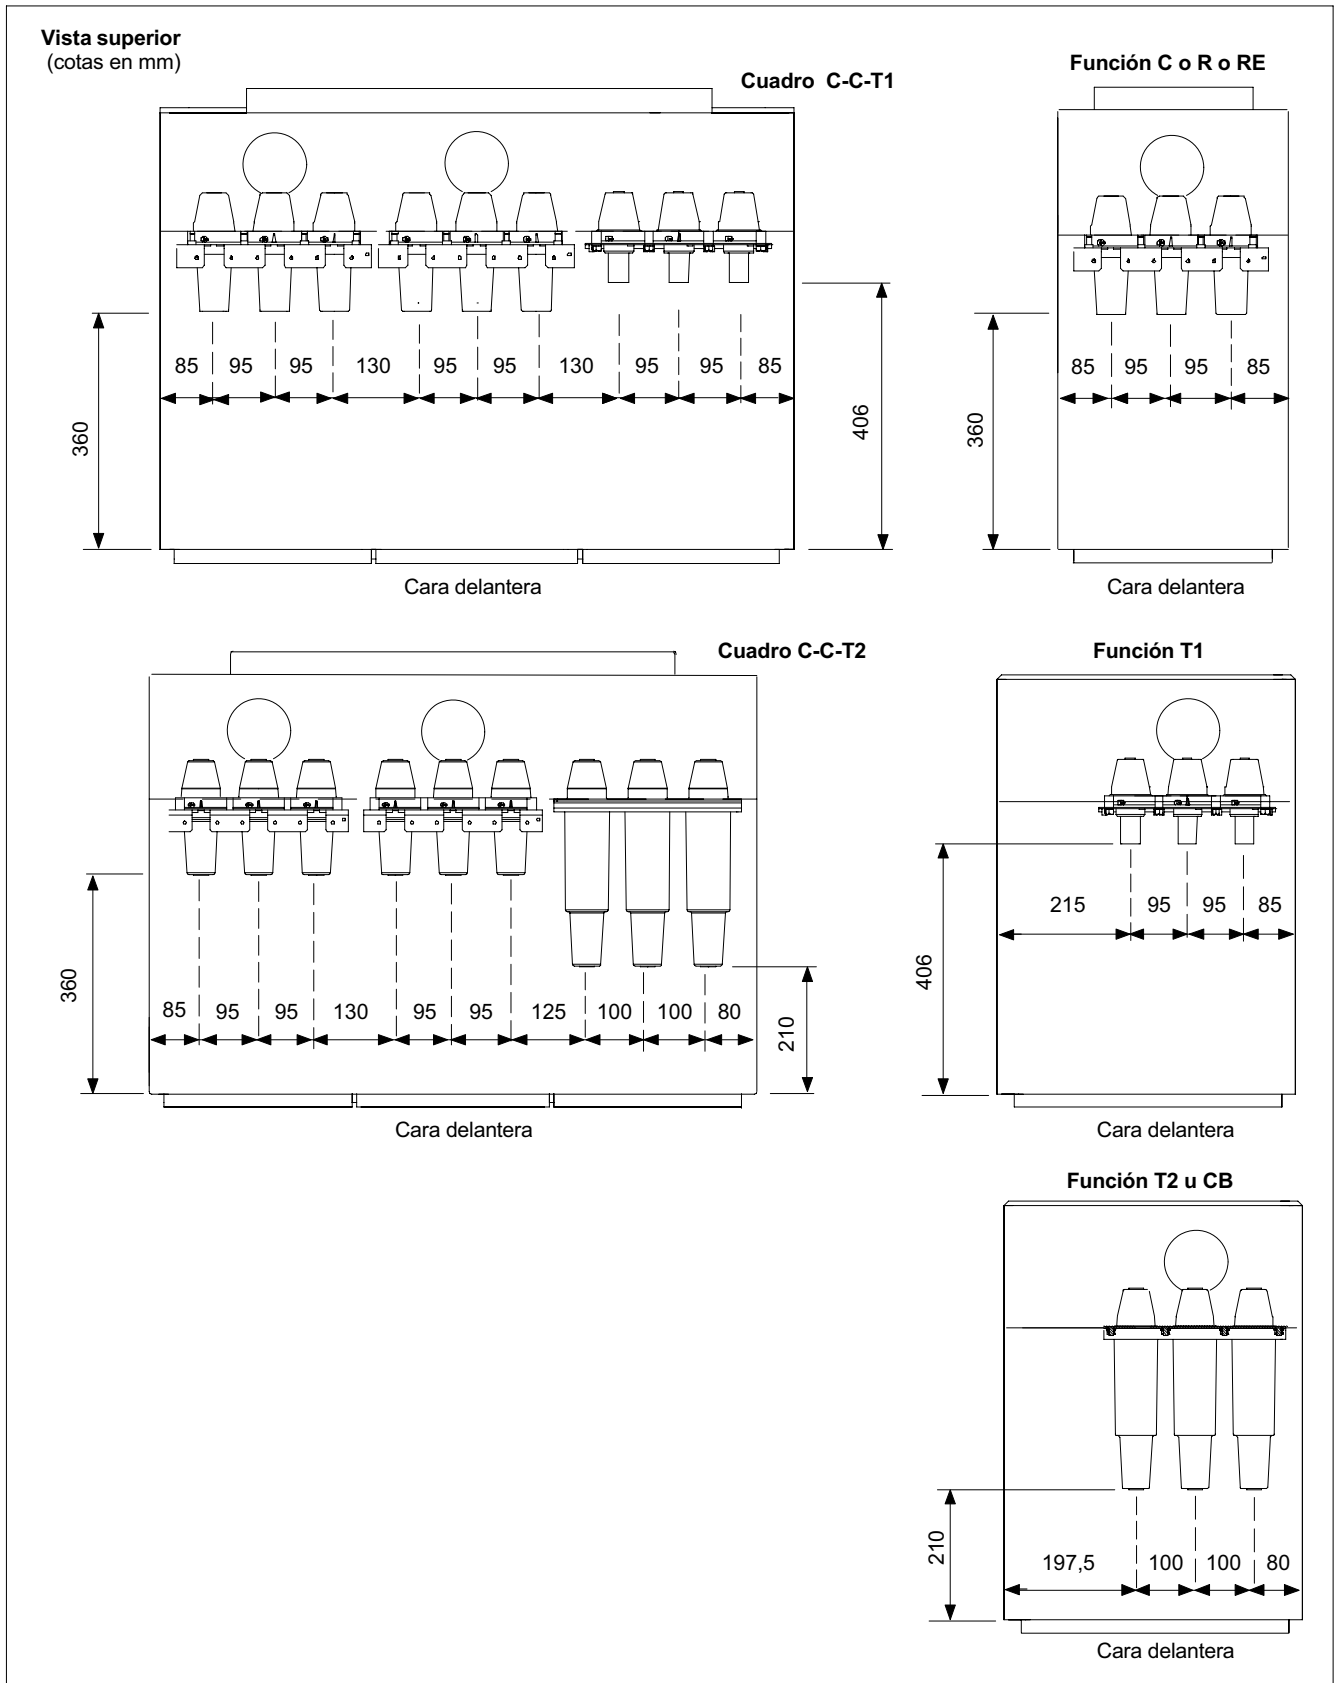 Vista superior
(cotas en mm)
Cuadro C-C-T1
85 95 95 130 95 95 130 95 95 85
360
406
Cara delantera
Función C o R o RE
85 95 95 85
360
Cara delantera
Cuadro C-C-T2
85 95 95 130 95 95 125 100 100 80
360
210
Cara delantera
Función T1
215 95 95 85
406
Cara delantera
Función T2 u CB
197,5 100 100 80
210
Cara delantera